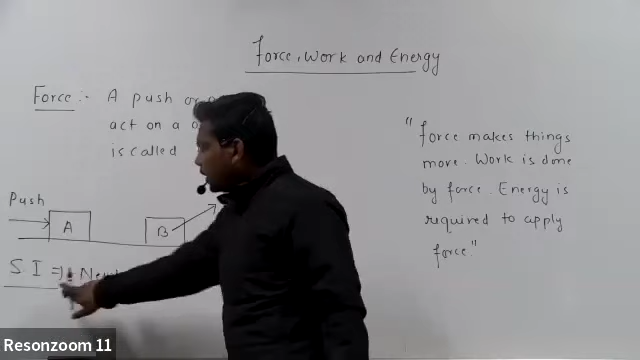 Force, Work and Energy
Force :- A push or
act on a
is called
"Force makes things
more. Work is done
by force. Energy is
required to apply
force."
Push
A
B
S I ⇒
Resonzoom 11